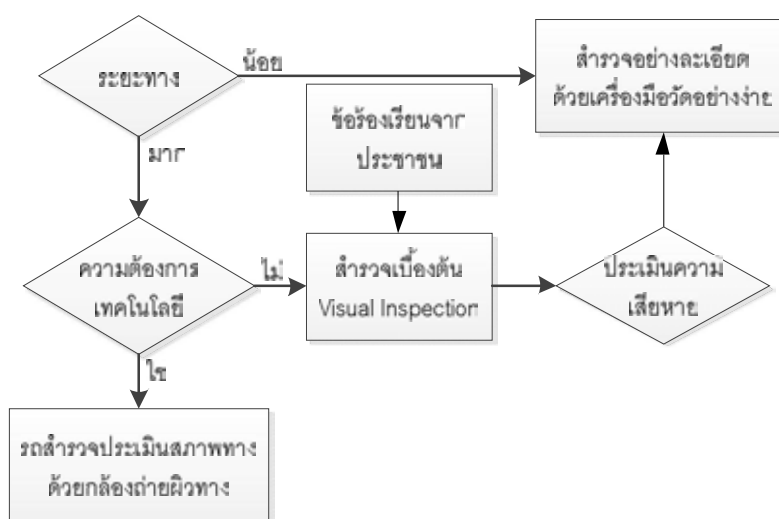 ระยะทาง
น้อย
สำรวจอย่างละเอียด
ด้วยเครื่องมือวัดอย่างง่าย
ข้อร้องเรียนจาก
ประชาชน
มาก
ความต้องการ
เทคโนโลยี
ไม่
สำรวจเบื้องต้น
Visual Inspection
ประเมินความ
เสียหาย
ใช่
รถสำรวจประเมินสภาพทาง
ด้วยกล้องถ่ายผิวทาง